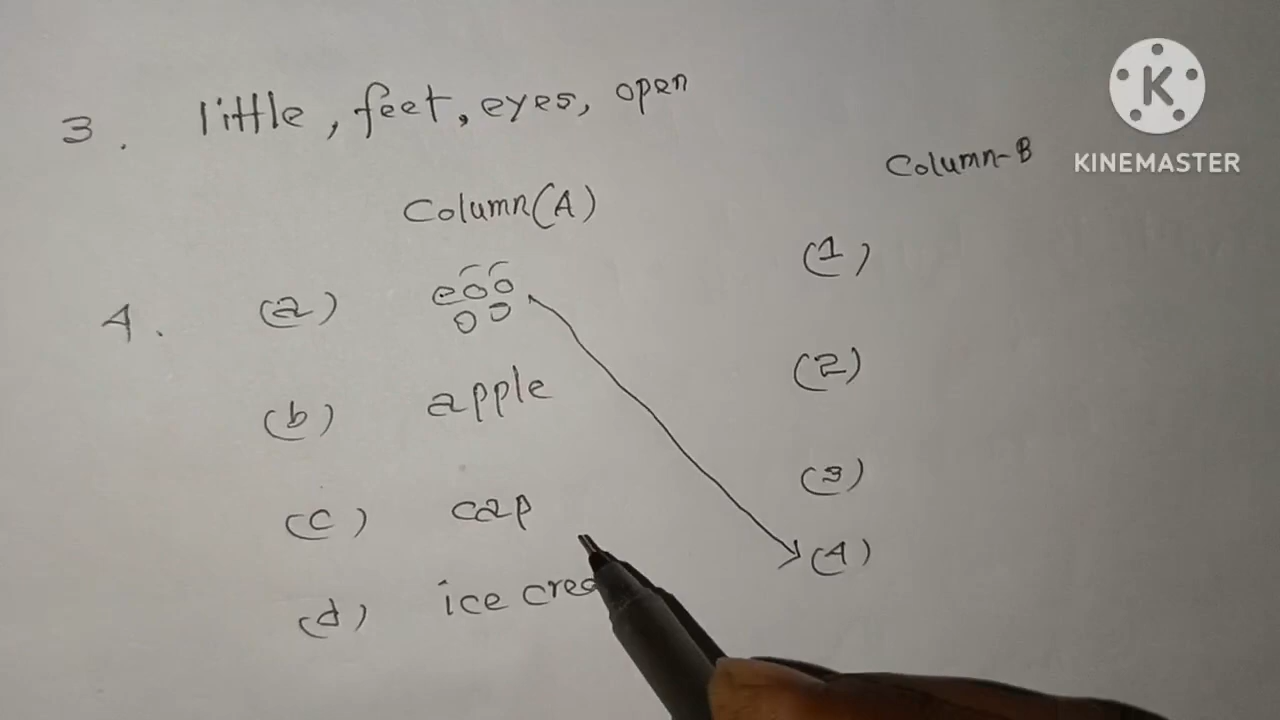 3. little, feet, eyes, open
Column(A) Column-B
4. (a) (1)
(b) apple (2)
(c) cap (3)
(d) ice crea (4)
K
KINEMASTER